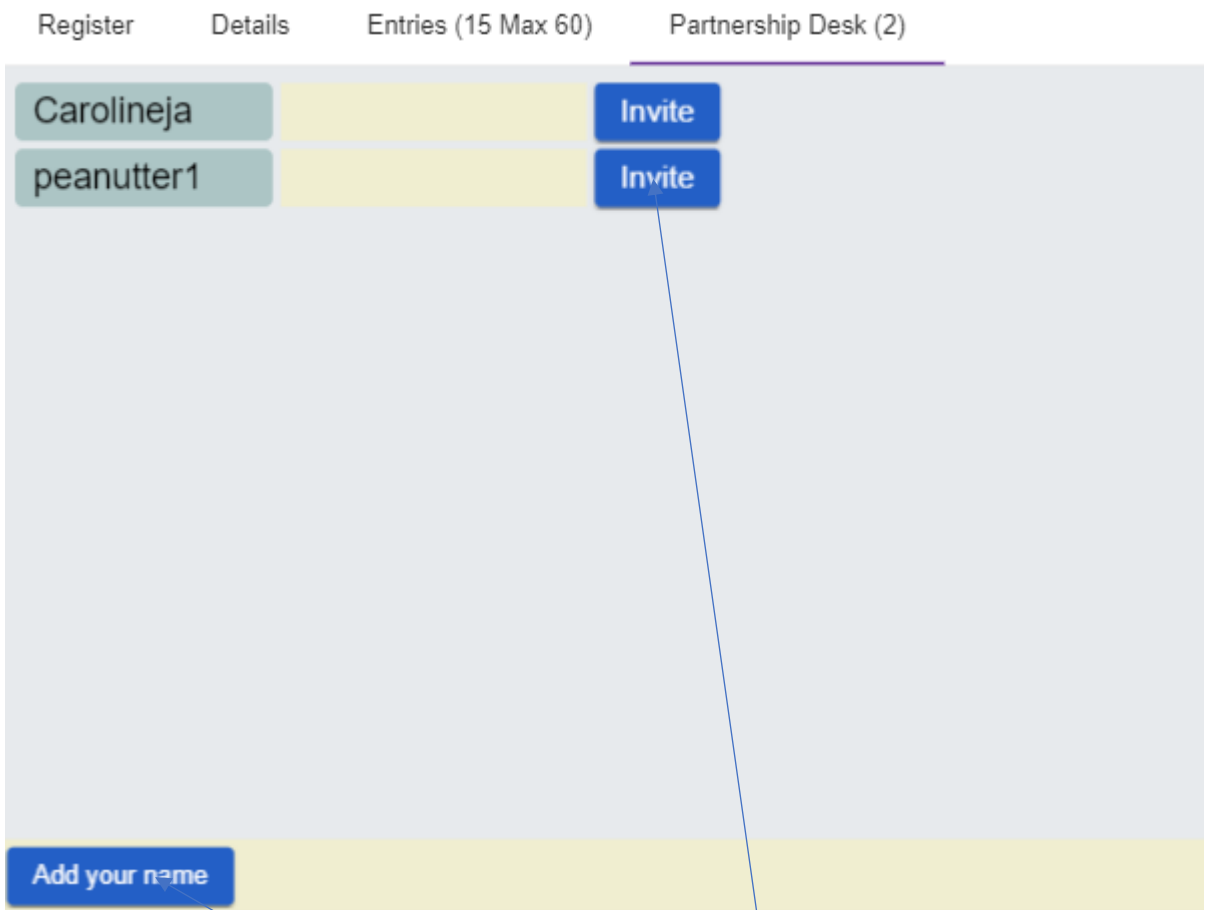 Register Details Entries (15 Max 60) Partnership Desk (2)
Carolineja Invite
peanutter1 Invite
Add your name